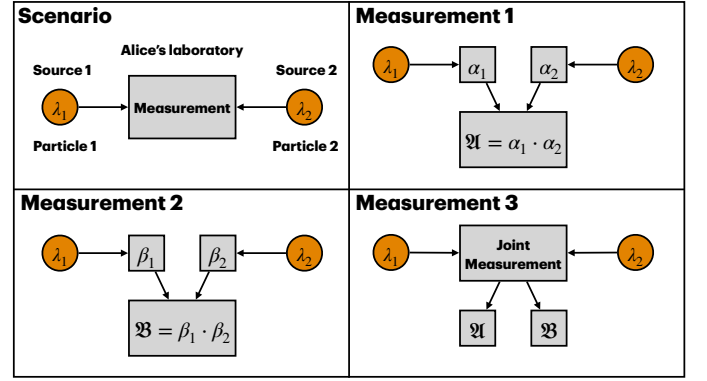 Scenario
Alice's laboratory
Source 1
Source 2
λ₁
Measurement
λ₂
Particle 1
Particle 2
Measurement 1
λ₁
α₁
α₂
λ₂
𝔄 = α₁ · α₂
Measurement 2
λ₁
β₁
β₂
λ₂
𝔅 = β₁ · β₂
Measurement 3
λ₁
Joint
Measurement
λ₂
𝔄
𝔅